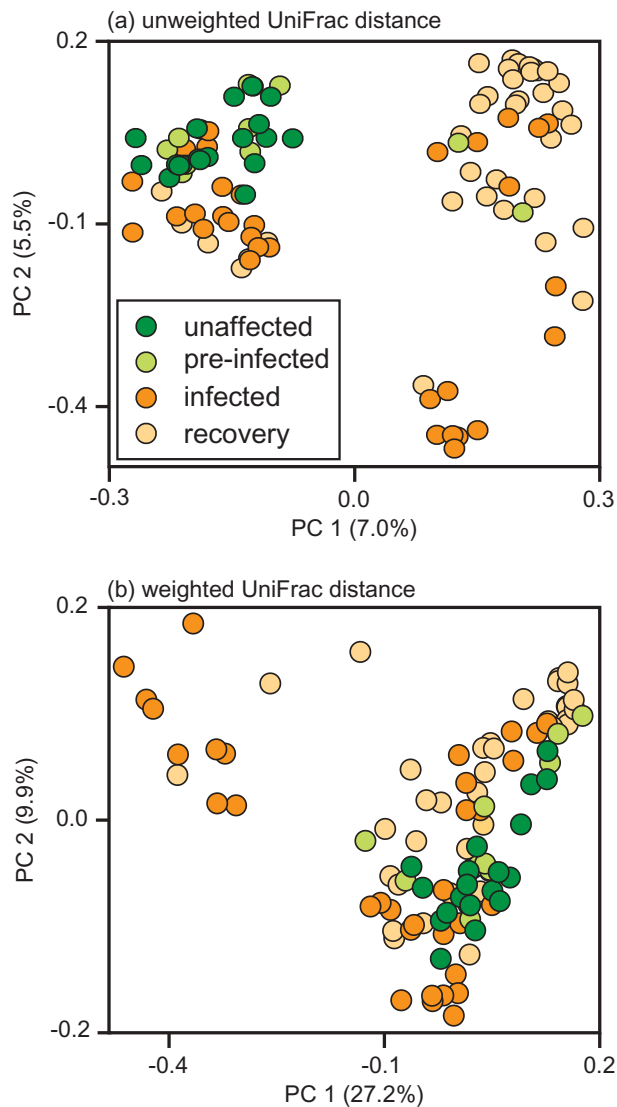 (a) unweighted UniFrac distance
0.2
-0.1
-0.4
PC 2 (5.5%)
unaffected
pre-infected
infected
recovery
-0.3 0.0 0.3
PC 1 (7.0%)
(b) weighted UniFrac distance
0.2
0.0
-0.2
PC 2 (9.9%)
-0.4 -0.1 0.2
PC 1 (27.2%)